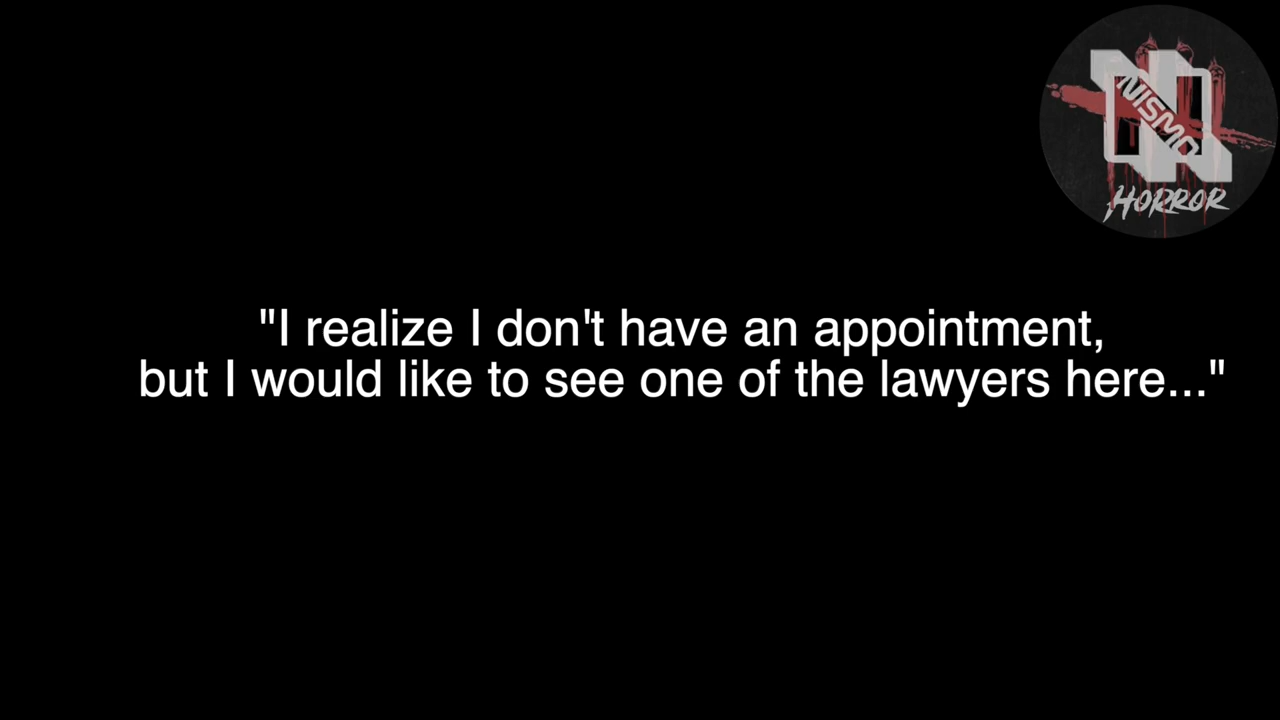 NISMO
HORROR
"I realize I don't have an appointment,
but I would like to see one of the lawyers here..."